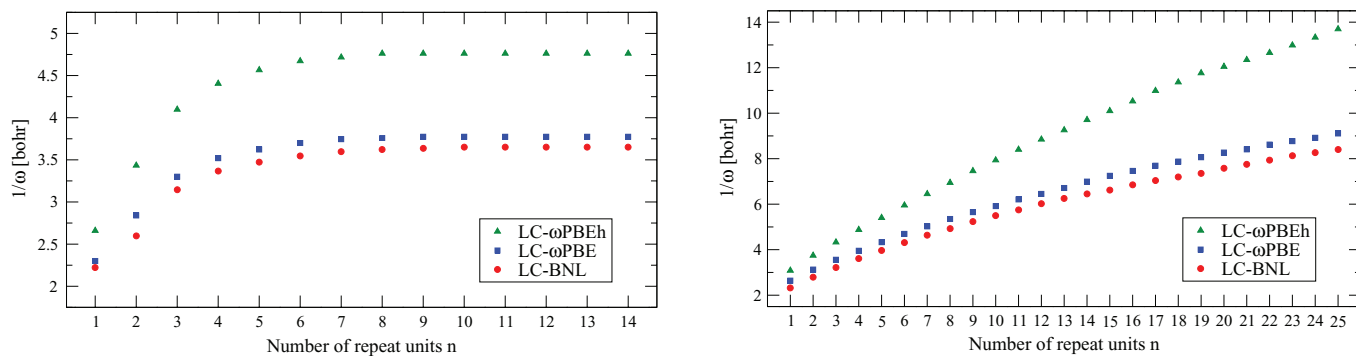 5
4.5
4
3.5
3
2.5
2
1/ω [bohr]
LC-ωPBEh
LC-ωPBE
LC-BNL
1 2 3 4 5 6 7 8 9 10 11 12 13 14
Number of repeat units n
14
12
10
8
6
4
2
1/ω [bohr]
LC-ωPBEh
LC-ωPBE
LC-BNL
1 2 3 4 5 6 7 8 9 10 11 12 13 14 15 16 17 18 19 20 21 22 23 24 25
Number of repeat units n